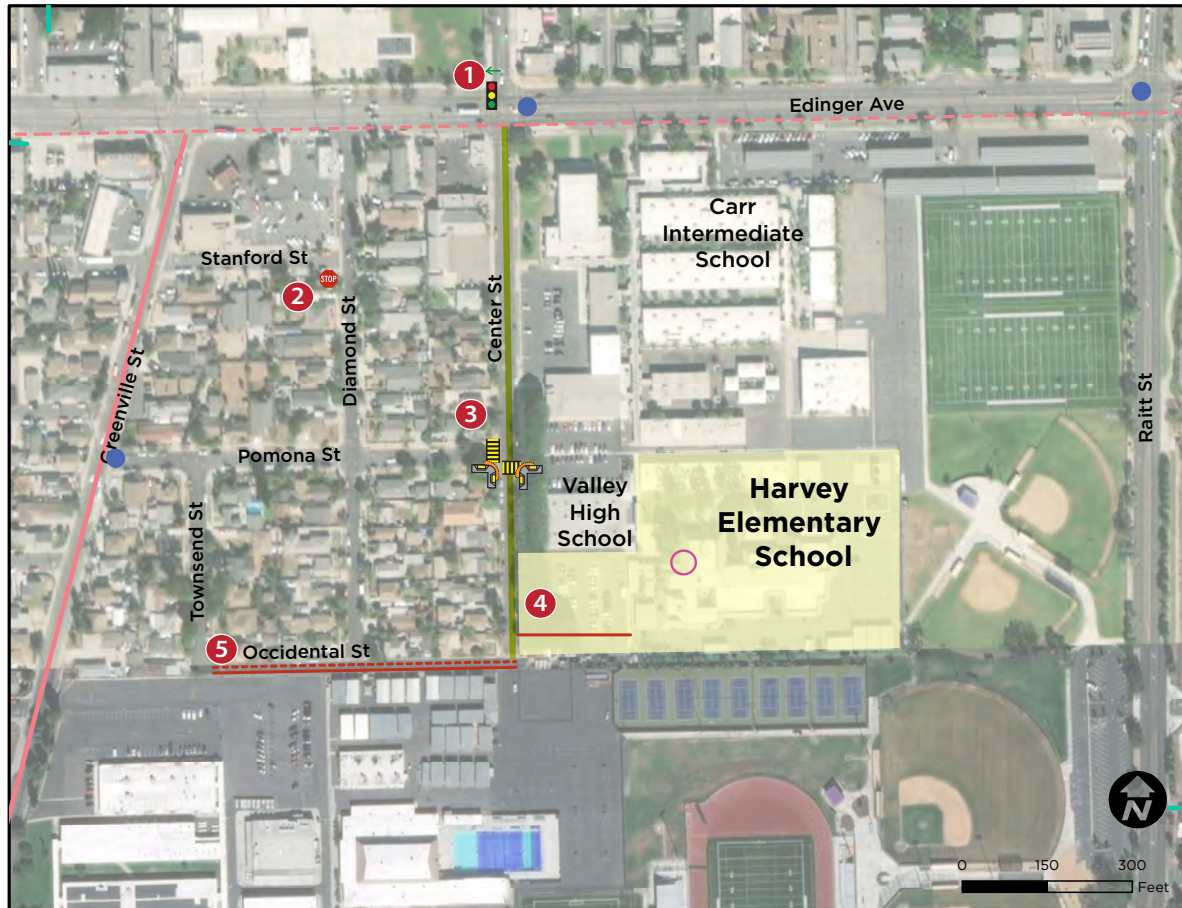 1
Edinger Ave
Carr
Intermediate
School
Stanford St
STOP
2
Diamond St
Center St
Greenville St
Raitt St
3
Pomona St
Valley
High
School
Harvey
Elementary
School
Townsend St
4
5
Occidental St
N
0 150 300
Feet